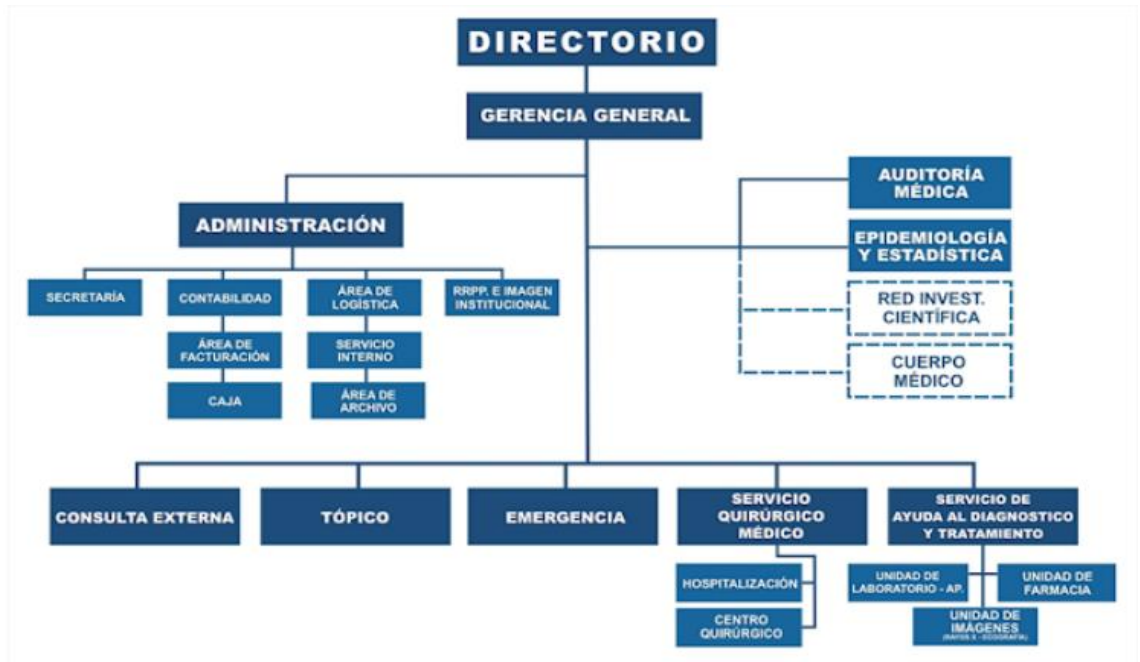 DIRECTORIO
GERENCIA GENERAL
AUDITORÍA
MÉDICA
ADMINISTRACIÓN
EPIDEMIOLOGÍA
Y ESTADÍSTICA
SECRETARÍA
CONTABILIDAD
ÁREA DE
LOGÍSTICA
RRPP. E IMAGEN
INSTITUCIONAL
RED INVEST.
CIENTÍFICA
ÁREA DE
FACTURACIÓN
SERVICIO
INTERNO
CUERPO
MÉDICO
CAJA
ÁREA DE
ARCHIVO
CONSULTA EXTERNA
TÓPICO
EMERGENCIA
SERVICIO
QUIRÚRGICO
MÉDICO
SERVICIO DE
AYUDA AL DIAGNOSTICO
Y TRATAMIENTO
HOSPITALIZACIÓN
CENTRO
QUIRÚRGICO
UNIDAD DE
LABORATORIO - AP.
UNIDAD DE
FARMACIA
UNIDAD DE
IMÁGENES
(RAYOS X - ECOGRAFÍA)